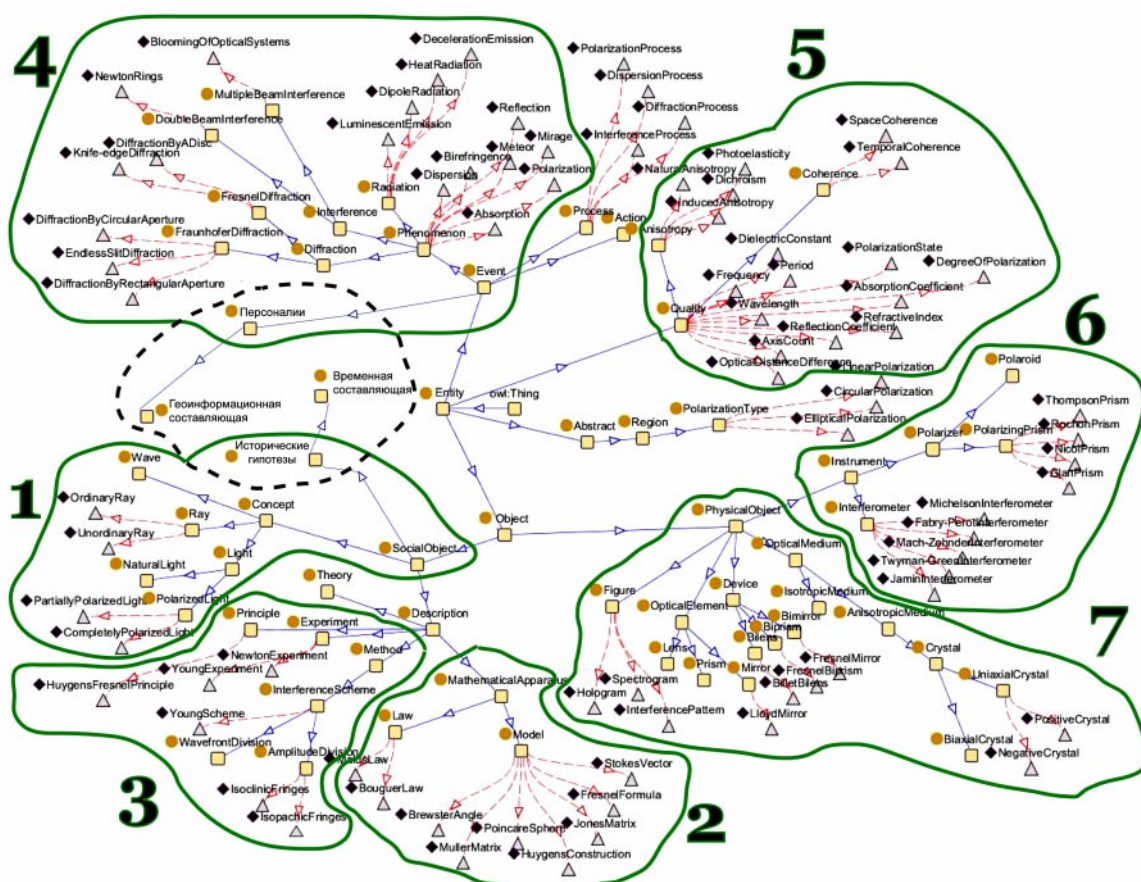 4
BloomingOfOpticalSystems
NewtonRings
MultipleBeamInterference
DoubleBeamInterference
DiffractionByADisc
Knife-edgeDiffraction
FresnelDiffraction
DiffractionByCircularAperture
FraunhoferDiffraction
EndlessSlitDiffraction
DiffractionByRectangularAperture
Interference
Diffraction
DecelerationEmission
HeatRadiation
DipoleRadiation
LuminescentEmission
Reflection
Mirage
Meteor
Birefringence
Polarization
Dispersion
Radiation
Absorption
Phenomenon
Event
PolarizationProcess
DispersionProcess
DiffractionProcess
InterferenceProcess
Process
Action
5
SpaceCoherence
TemporalCoherence
Coherence
Photoelasticity
NaturalAnisotropy
Dichroism
InducedAnisotropy
Anisotropy
DielectricConstant
PolarizationState
DegreeOfPolarization
Period
Frequency
AbsorptionCoefficient
Wavelength
Quality
RefractiveIndex
ReflectionCoefficient
AxisCount
OpticalDistanceDifference
LinearPolarization
CircularPolarization
EllipticalPolarization
PolarizationType
Region
Abstract
owl:Thing
Entity
Персоналии
Временная
составляющая
Геоинформационная
составляющая
Исторические
гипотезы
6
Polaroid
ThompsonPrism
RochonPrism
NicolPrism
GlanPrism
PolarizingPrism
Polarizer
Instrument
Interferometer
MichelsonInterferometer
Fabry-PerotInterferometer
Mach-ZehnderInterferometer
Twyman-GreenInterferometer
JaminInterferometer
1
Wave
OrdinaryRay
Ray
UnordinaryRay
Concept
Light
NaturalLight
PolarizedLight
PartiallyPolarizedLight
CompletelyPolarizedLight
Object
SocialObject
Theory
Description
Principle
Experiment
Method
NewtonExperiment
YoungExperiment
HuygensFresnelPrinciple
InterferenceScheme
YoungScheme
WavefrontDivision
AmplitudeDivision
IsoclinicFringes
IsopachicFringes
3
MathematicalApparatus
Law
Model
MalusLaw
BouguerLaw
BrewsterAngle
MullerMatrix
PoincareSphere
HuygensConstruction
JonesMatrix
FresnelFormula
StokesVector
2
PhysicalObject
OpticalMedium
Figure
Device
IsotropicMedium
OpticalElement
Bimirror
AnisotropicMedium
Biprism
Bilens
Lens
Prism
Mirror
FresnelMirror
FresnelBiprism
BilletBilens
Spectrogram
Hologram
InterferencePattern
LloydMirror
Crystal
UniaxialCrystal
PositiveCrystal
BiaxialCrystal
NegativeCrystal
7